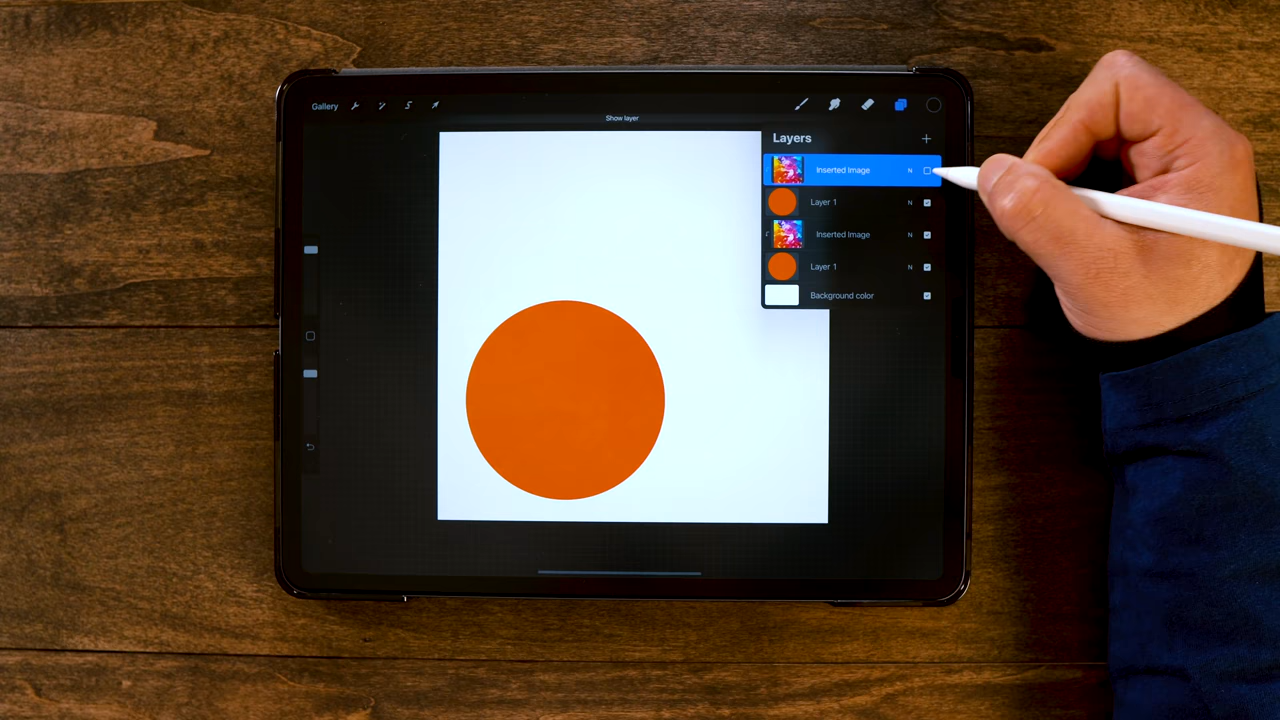 Gallery
Show layer
Layers
Inserted Image N
Layer 1 N
Inserted Image N
Layer 1 N
Background color